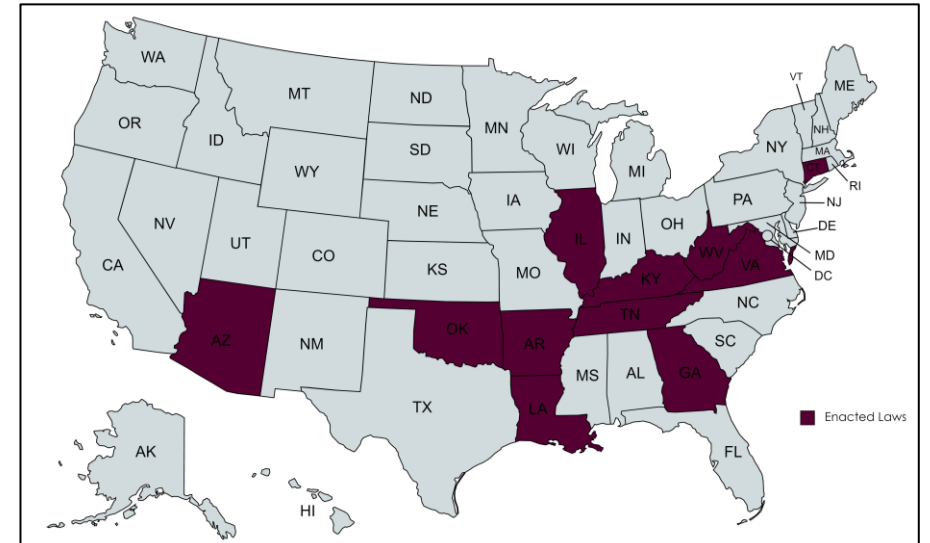 WA
MT
ND
MN
VT
ME
OR
ID
SD
WI
NY
NH
MA
WY
MI
CT
RI
NV
NE
IA
PA
NJ
UT
IL
IN
OH
DE
CA
CO
KS
MO
WV
VA
MD
KY
DC
NC
TN
AZ
NM
OK
AR
SC
MS
AL
GA
TX
LA
Enacted Laws
AK
FL
HI